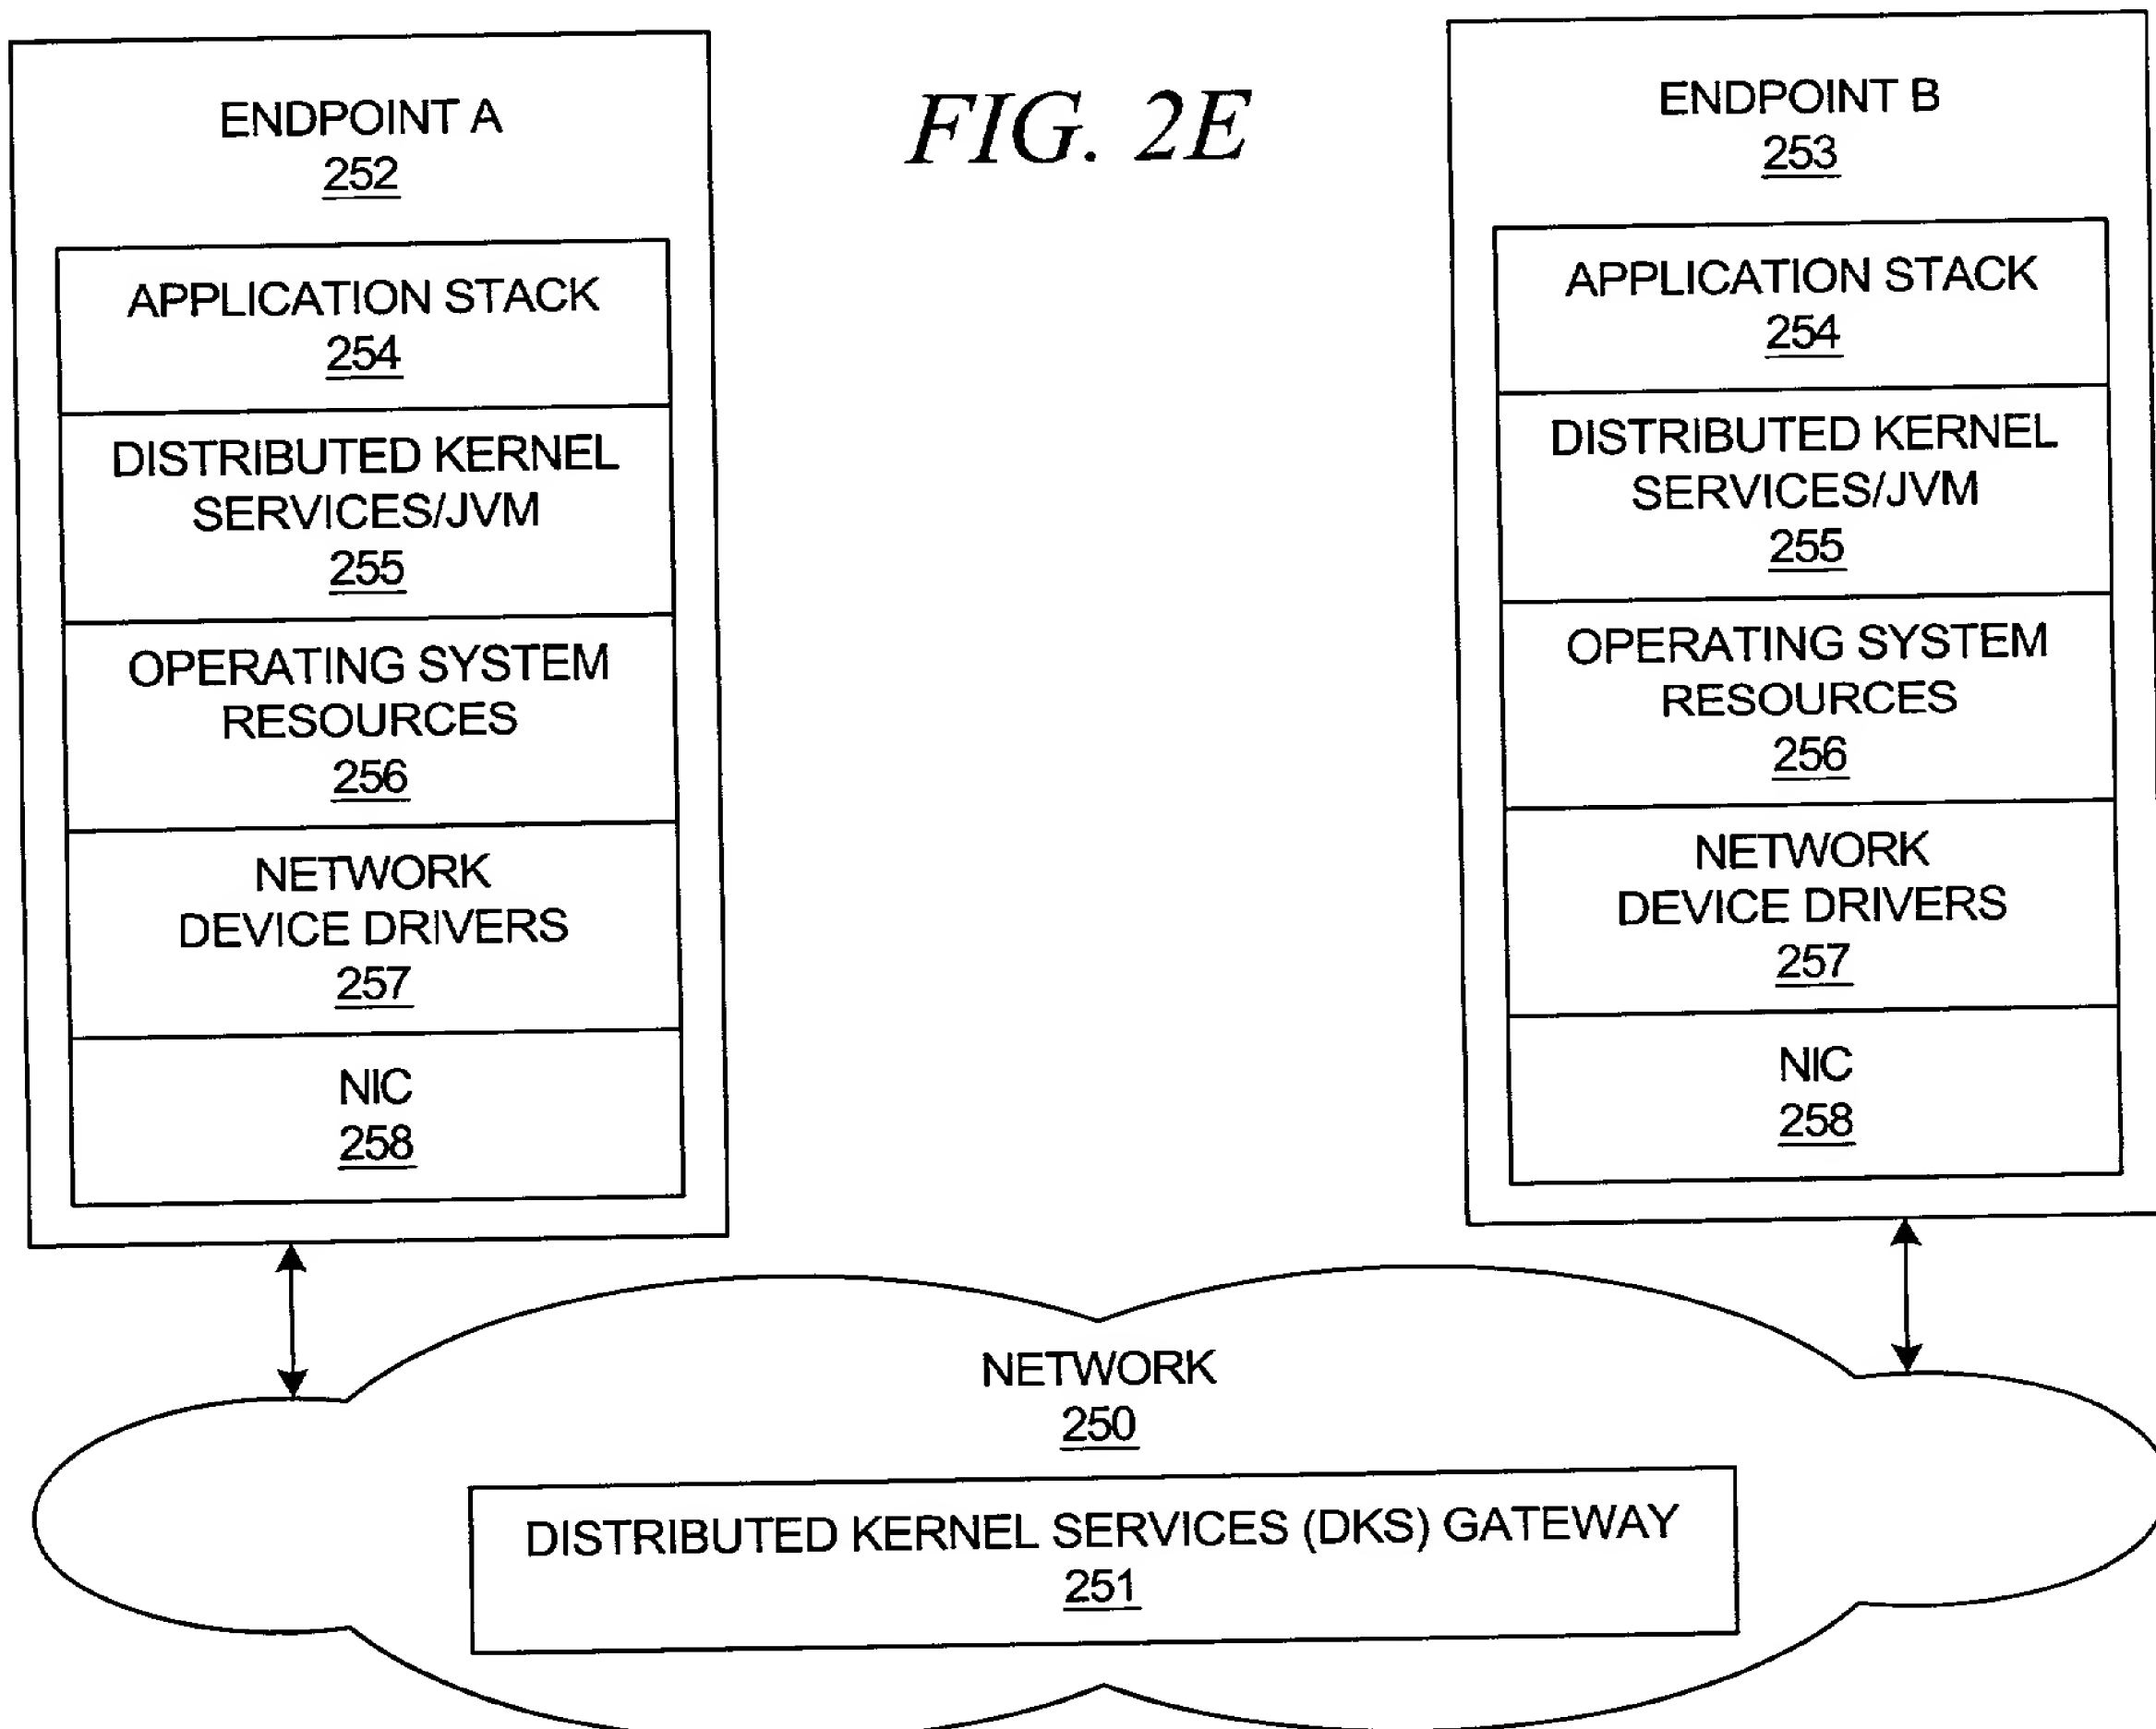 FIG. 2E
ENDPOINT A
252
APPLICATION STACK
254
DISTRIBUTED KERNEL
SERVICES/JVM
255
OPERATING SYSTEM
RESOURCES
256
NETWORK
DEVICE DRIVERS
257
NIC
258
ENDPOINT B
253
APPLICATION STACK
254
DISTRIBUTED KERNEL
SERVICES/JVM
255
OPERATING SYSTEM
RESOURCES
256
NETWORK
DEVICE DRIVERS
257
NIC
258
NETWORK
250
DISTRIBUTED KERNEL SERVICES (DKS) GATEWAY
251